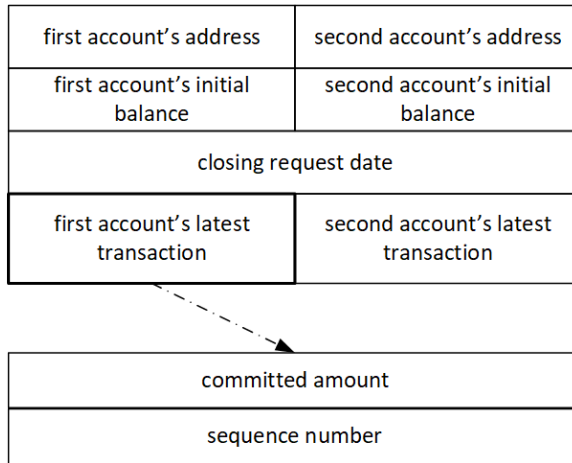 first account's address
second account's address
first account's initial
balance
second account's initial
balance
closing request date
first account's latest
transaction
second account's latest
transaction
committed amount
sequence number